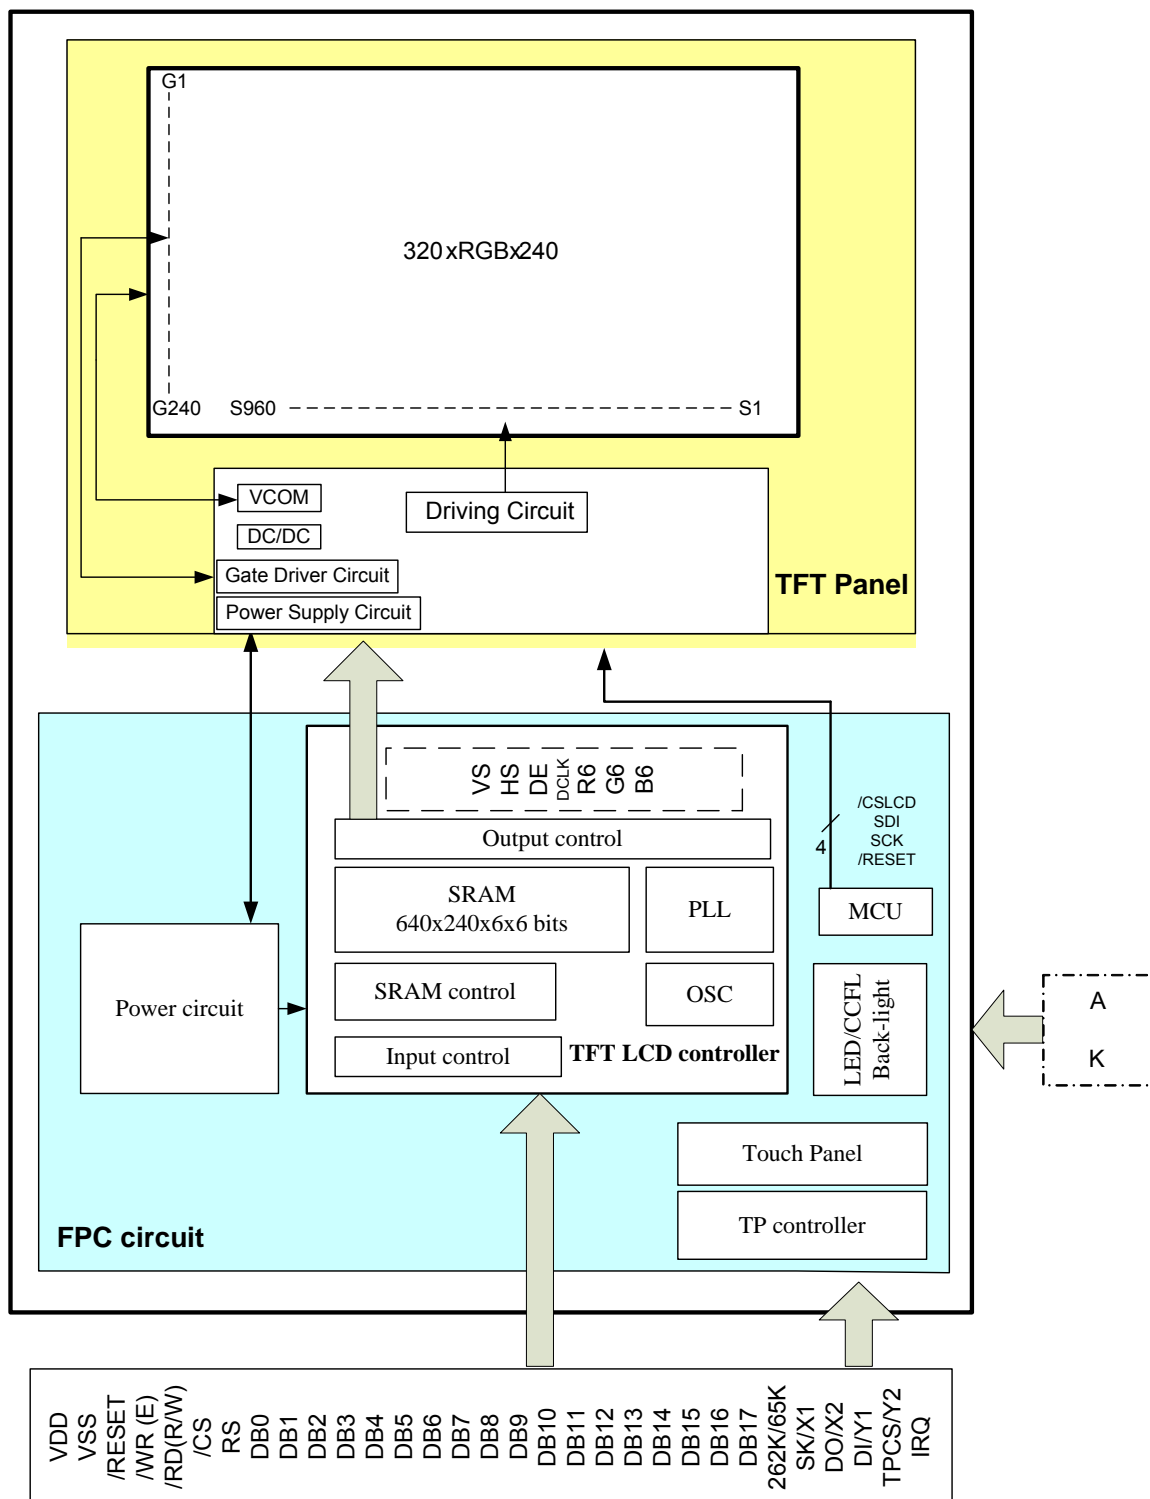 G1
320xRGBx240
G240
S960
S1
VCOM
Driving Circuit
DC/DC
Gate Driver Circuit
Power Supply Circuit
TFT Panel
VS
HS
DE
DCLK
R6
G6
B6
/CSLCD
SDI
SCK
/RESET
4
Output control
SRAM
640x240x6x6 bits
PLL
MCU
Power circuit
SRAM control
OSC
LED/CCFL
Back-light
A
K
Input control
TFT LCD controller
Touch Panel
TP controller
FPC circuit
VDD
VSS
/RESET
/WR (E)
/RD(R/W)
/CS
RS
DB0
DB1
DB2
DB3
DB4
DB5
DB6
DB7
DB8
DB9
DB10
DB11
DB12
DB13
DB14
DB15
DB16
DB17
262K/65K
SK/X1
DO/X2
DI/Y1
TPCS/Y2
IRQ